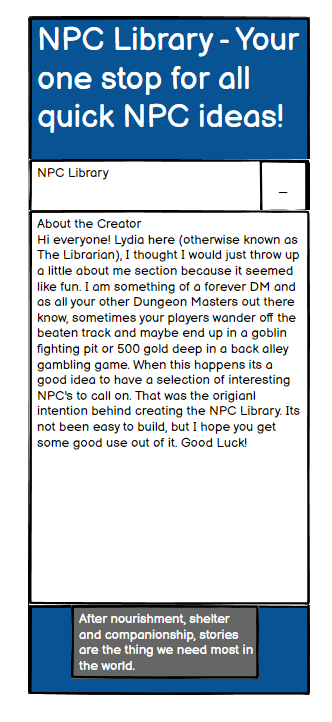 NPC Library - Your
one stop for all
quick NPC ideas!
NPC Library
_
About the Creator
Hi everyone! Lydia here (otherwise known as
The Librarian), I thought I would just throw up
a little about me section because it seemed
like fun. I am something of a forever DM and
as all your other Dungeon Masters out there
know, sometimes your players wander off the
beaten track and maybe end up in a goblin
fighting pit or 500 gold deep in a back alley
gambling game. When this happens its a
good idea to have a selection of interesting
NPC's to call on. That was the origianl
intention behind creating the NPC Library. Its
not been easy to build, but I hope you get
some good use out of it. Good Luck!
After nourishment, shelter
and companionship, stories
are the thing we need most in
the world.